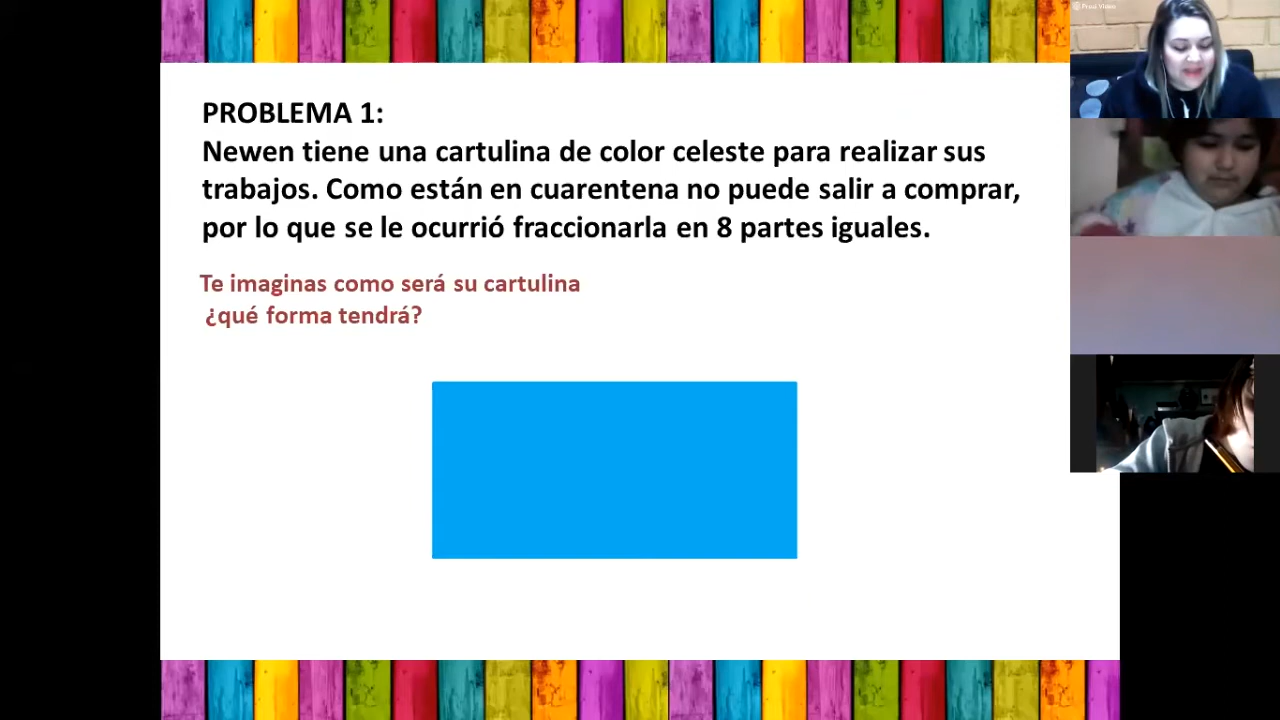 PROBLEMA 1:
Newen tiene una cartulina de color celeste para realizar sus
trabajos. Como están en cuarentena no puede salir a comprar,
por lo que se le ocurrió fraccionarla en 8 partes iguales.
Te imaginas como será su cartulina
¿qué forma tendrá?